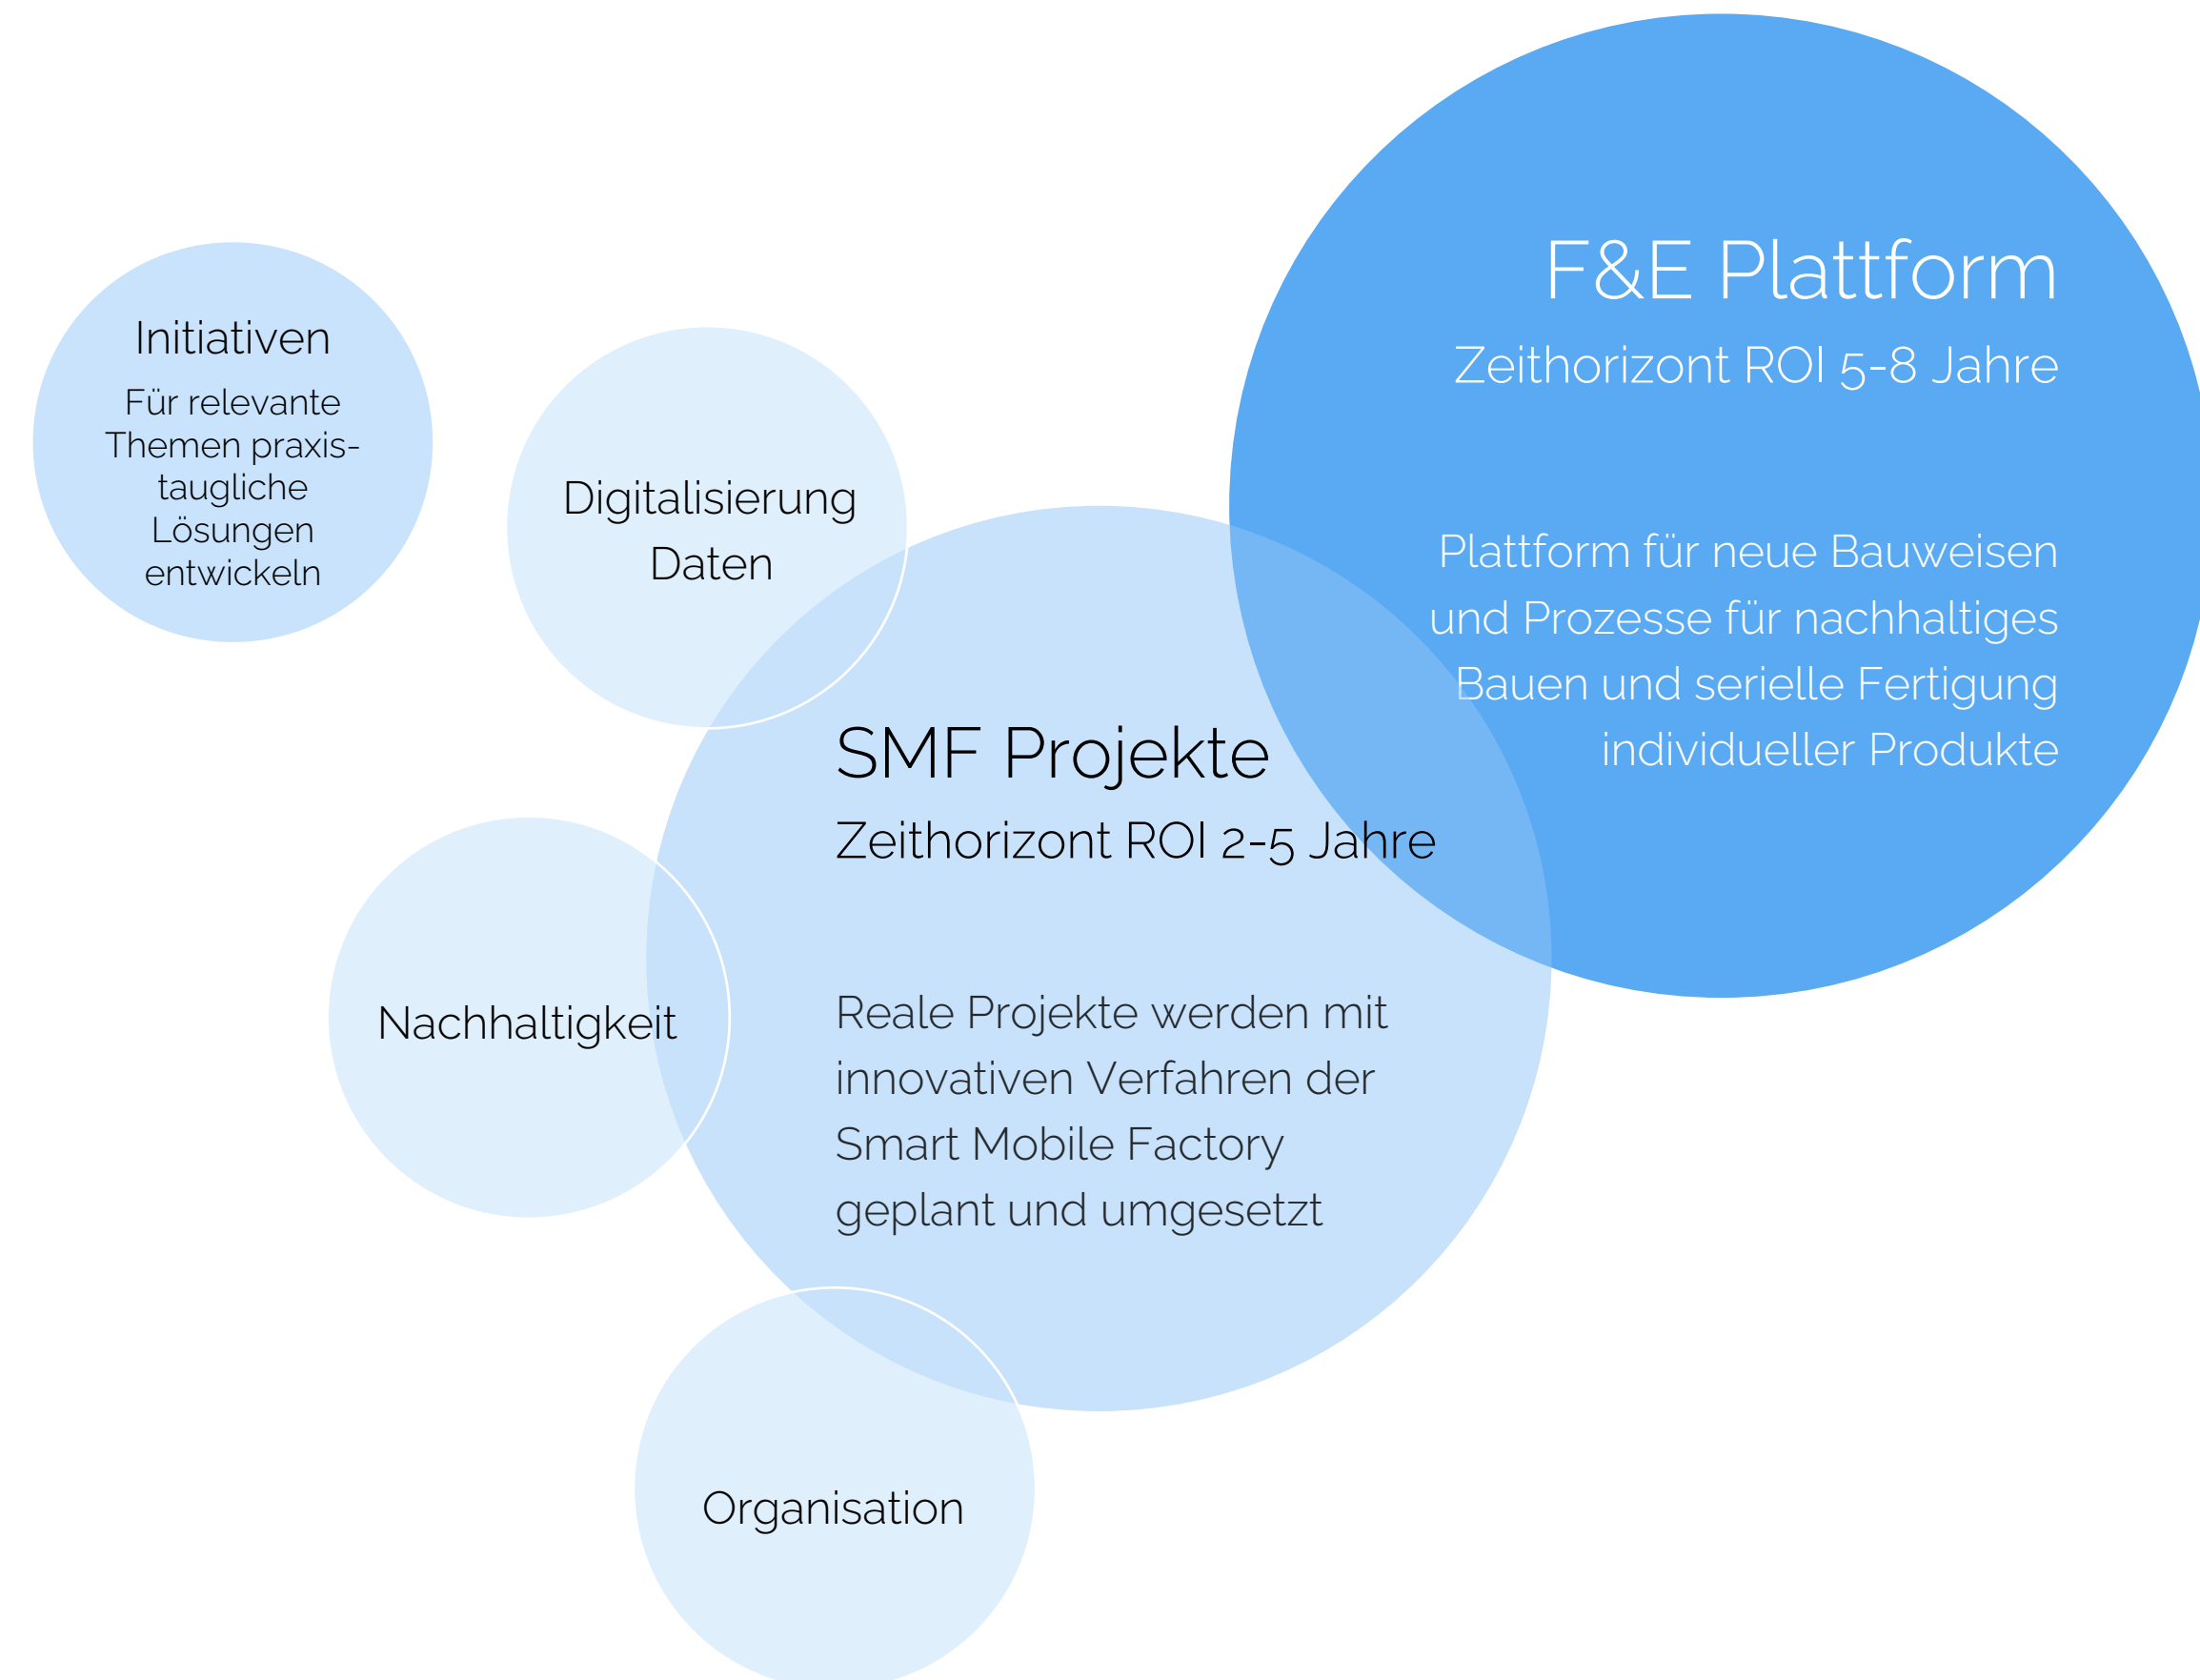 F&E Plattform
Zeithorizont ROI 5-8 Jahre
Plattform für neue Bauweisen
und Prozesse für nachhaltiges
Bauen und serielle Fertigung
individueller Produkte
Initiativen
Für relevante
Themen praxis-
taugliche
Lösungen
entwickeln
Digitalisierung
Daten
SMF Projekte
Zeithorizont ROI 2-5 Jahre
Reale Projekte werden mit
innovativen Verfahren der
Smart Mobile Factory
geplant und umgesetzt
Nachhaltigkeit
Organisation